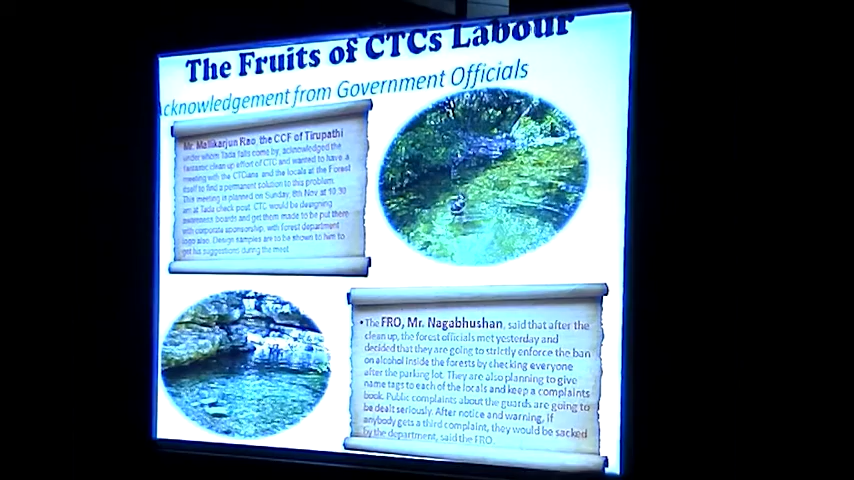 The Fruits of CTCs Labour
cknowledgement from Government Officials
Mr. Mallikarjun Rao, the CCF of Tirupathi
under whom Tada falls come by, acknowledged the
fantastic clean up effort of CTC and wanted to have a
meeting with the CTCians and the locals at the Forest
itself to find a permanent solution to this problem.
This meeting is planned on Sunday, 8th Nov at 10:30
am at Tada check post. CTC would be designing
awareness boards and get them made to be put there
with corporate sponsorship, with forest department
logo also. Design samples are to be shown to him to
get his suggestions during the meet.
• The FRO, Mr. Nagabhushan, said that after the
clean up, the forest officials met yesterday and
decided that they are going to strictly enforce the ban
on alcohol inside the forests by checking everyone
after the parking lot. They are also planning to give
name tags to each of the locals and keep a complaints
book. Public complaints about the guards are going to
be dealt seriously. After notice and warning, if
anybody gets a third complaint, they would be sacked
by the department, said the FRO.